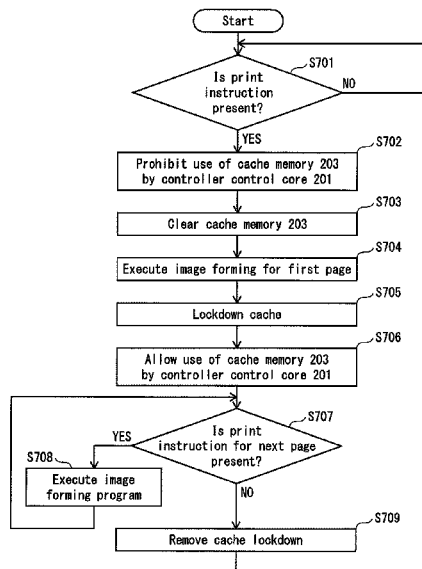 Start
S701
Is print
instruction
present?
NO
YES
S702
Prohibit use of cache memory 203
by controller control core 201
S703
Clear cache memory 203
S704
Execute image forming for first page
S705
Lockdown cache
S706
Allow use of cache memory 203
by controller control core 201
S707
Is print
instruction for next page
present?
YES
S708
Execute image
forming program
NO
S709
Remove cache lockdown